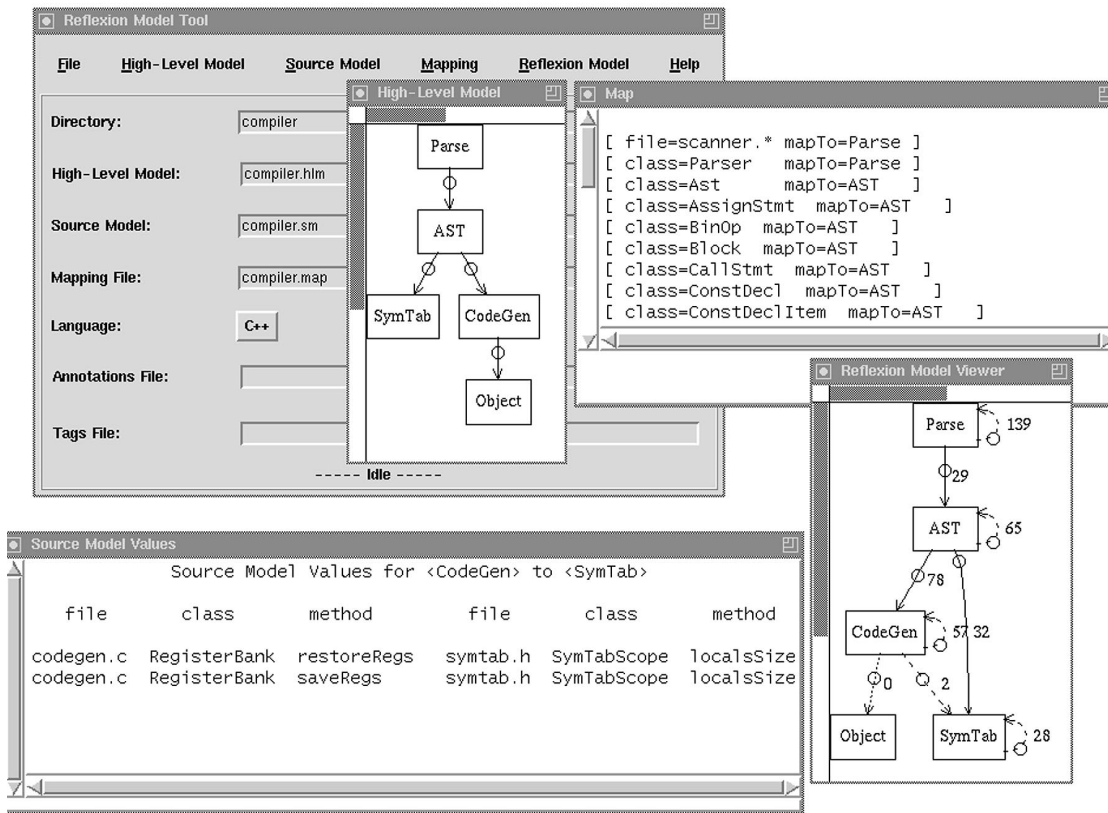 Reflexion Model Tool
File High-Level Model Source Model Mapping Reflexion Model Help
Directory: compiler
High-Level Model: compiler.hlm
Source Model: compiler.sm
Mapping File: compiler.map
Language: C++
Annotations File:
Tags File:
----- Idle -----
High-Level Model
Parse
AST
SymTab CodeGen
Object
Map
[ file=scanner.* mapTo=Parse ]
[ class=Parser mapTo=Parse ]
[ class=Ast mapTo=AST ]
[ class=AssignStmt mapTo=AST ]
[ class=BinOp mapTo=AST ]
[ class=Block mapTo=AST ]
[ class=CallStmt mapTo=AST ]
[ class=ConstDecl mapTo=AST ]
[ class=ConstDeclItem mapTo=AST ]
Reflexion Model Viewer
Parse 139
29
AST 65
78
CodeGen 57 32
0 2
Object SymTab 28
Source Model Values
Source Model Values for <CodeGen> to <SymTab>
file class method file class method
codegen.c RegisterBank restoreRegs symtab.h SymTabScope localsSize
codegen.c RegisterBank saveRegs symtab.h SymTabScope localsSize